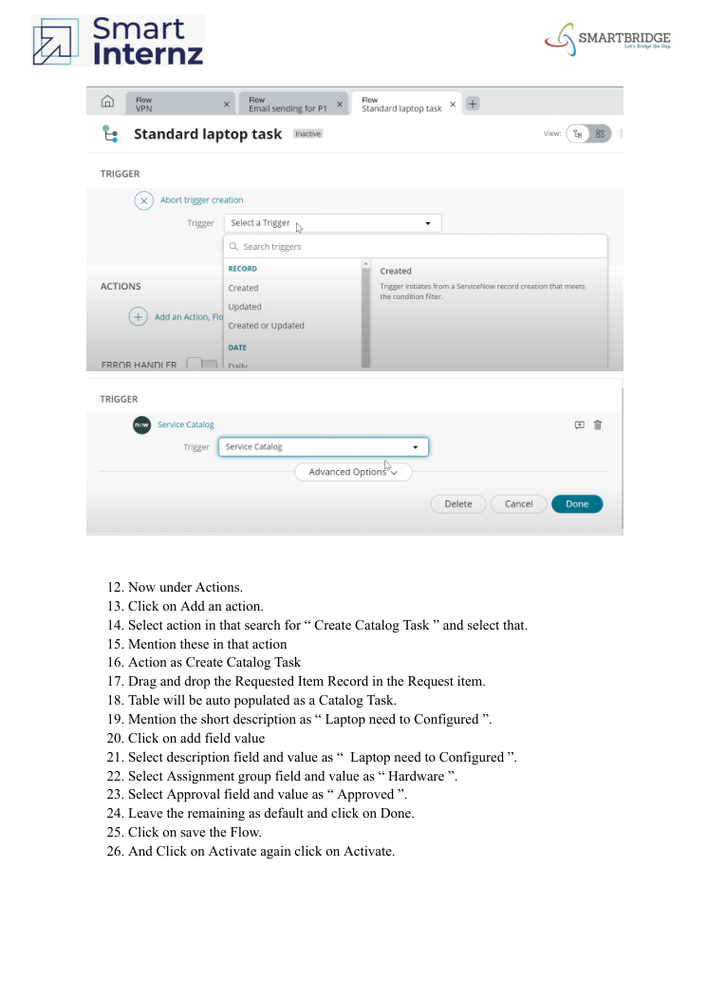 Smart
Internz
SMARTBRIDGE
Let's Bridge the Gap
Flow
VPN
Flow
Email sending for P1
Flow
Standard laptop task
Standard laptop task Inactive
View:
TRIGGER
Abort trigger creation
Trigger Select a Trigger
Search triggers
RECORD
Created
Updated
Created or Updated
DATE
Daily
Created
Trigger initiates from a ServiceNow record creation that meets
the condition filter.
ACTIONS
Add an Action, Flo
ERROR HANDLER
TRIGGER
now Service Catalog
Trigger Service Catalog
Advanced Options
Delete Cancel Done
12. Now under Actions.
13. Click on Add an action.
14. Select action in that search for “ Create Catalog Task ” and select that.
15. Mention these in that action
16. Action as Create Catalog Task
17. Drag and drop the Requested Item Record in the Request item.
18. Table will be auto populated as a Catalog Task.
19. Mention the short description as “ Laptop need to Configured ”.
20. Click on add field value
21. Select description field and value as “  Laptop need to Configured ”.
22. Select Assignment group field and value as “ Hardware ”.
23. Select Approval field and value as “ Approved ”.
24. Leave the remaining as default and click on Done.
25. Click on save the Flow.
26. And Click on Activate again click on Activate.